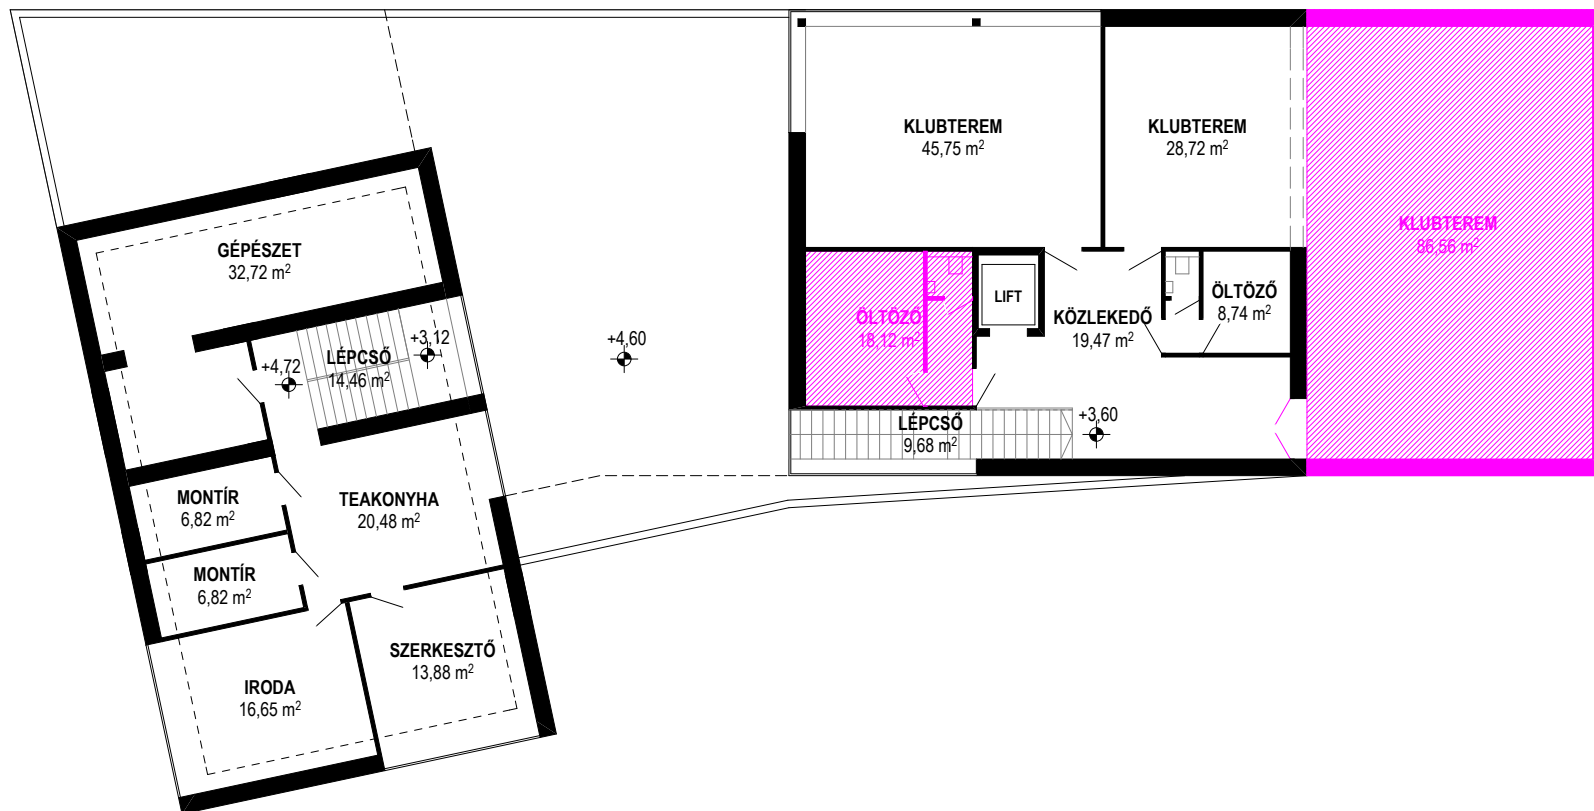 KLUBTEREM
45,75 m²
KLUBTEREM
28,72 m²
KLUBTEREM
86,56 m²
GÉPÉSZET
32,72 m²
LIFT
ÖLTÖZŐ
8,74 m²
ÖLTÖZŐ
18,12 m²
KÖZLEKEDŐ
19,47 m²
+3,12
+4,60
LÉPCSŐ
14,46 m²
+4,72
+3,60
LÉPCSŐ
9,68 m²
MONTÍR
6,82 m²
TEAKONYHA
20,48 m²
MONTÍR
6,82 m²
SZERKESZTŐ
13,88 m²
IRODA
16,65 m²